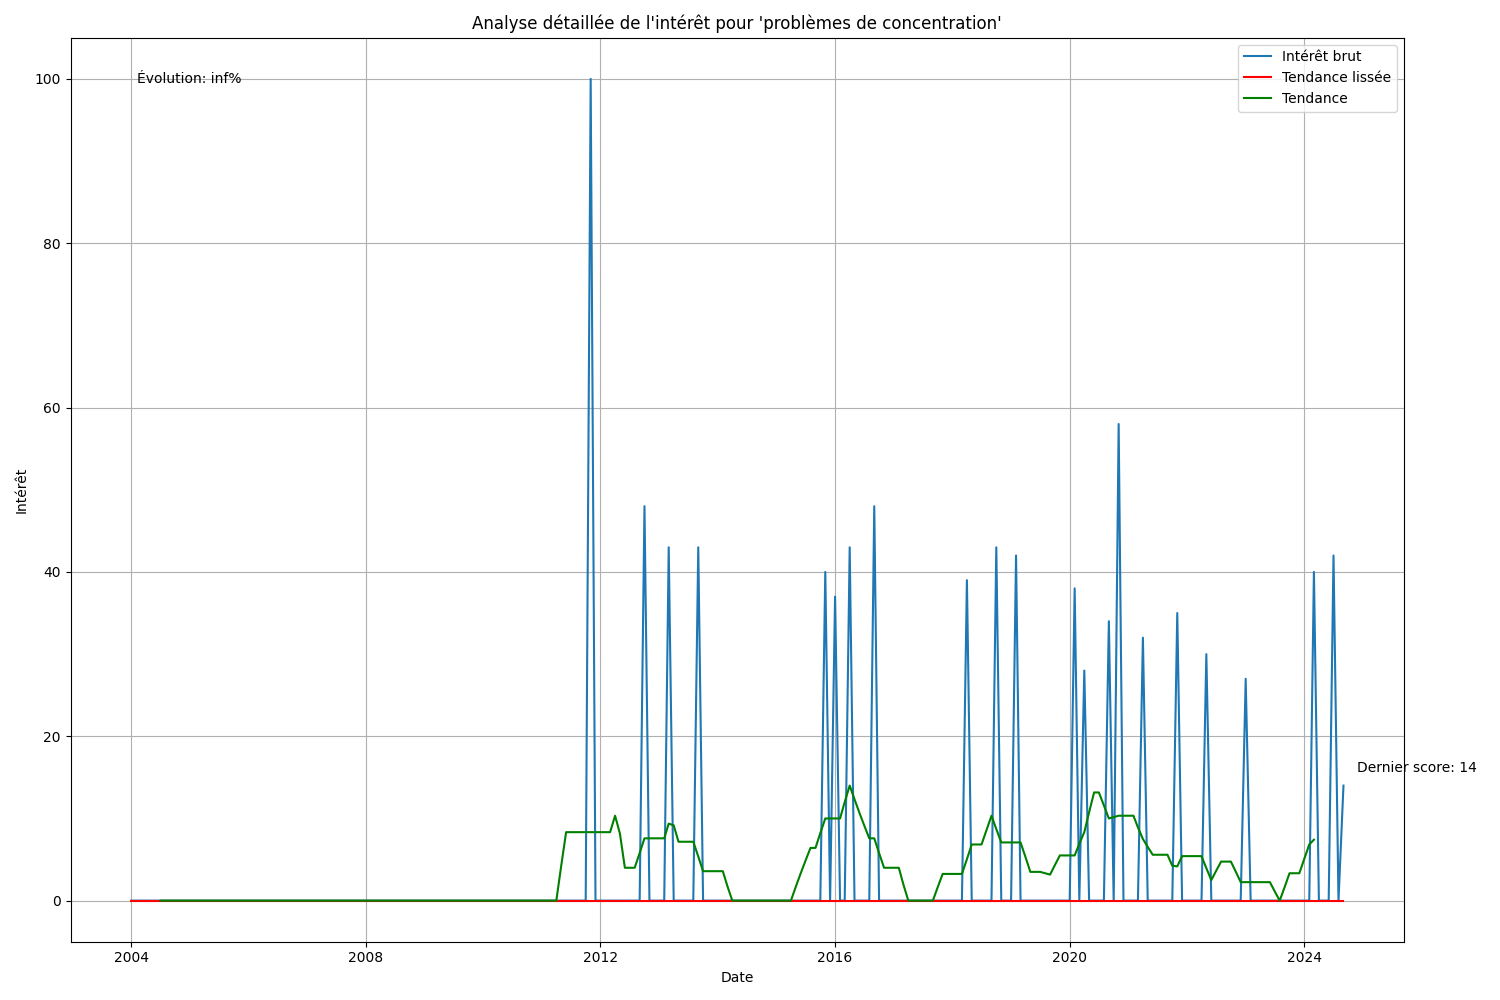 Analyse détaillée de l'intérêt pour 'problèmes de concentration'
Évolution: inf%
Intérêt brut
Tendance lissée
Tendance
100
80
60
40
20
0
Intérêt
Dernier score: 14
2004
2008
2012
2016
2020
2024
Date